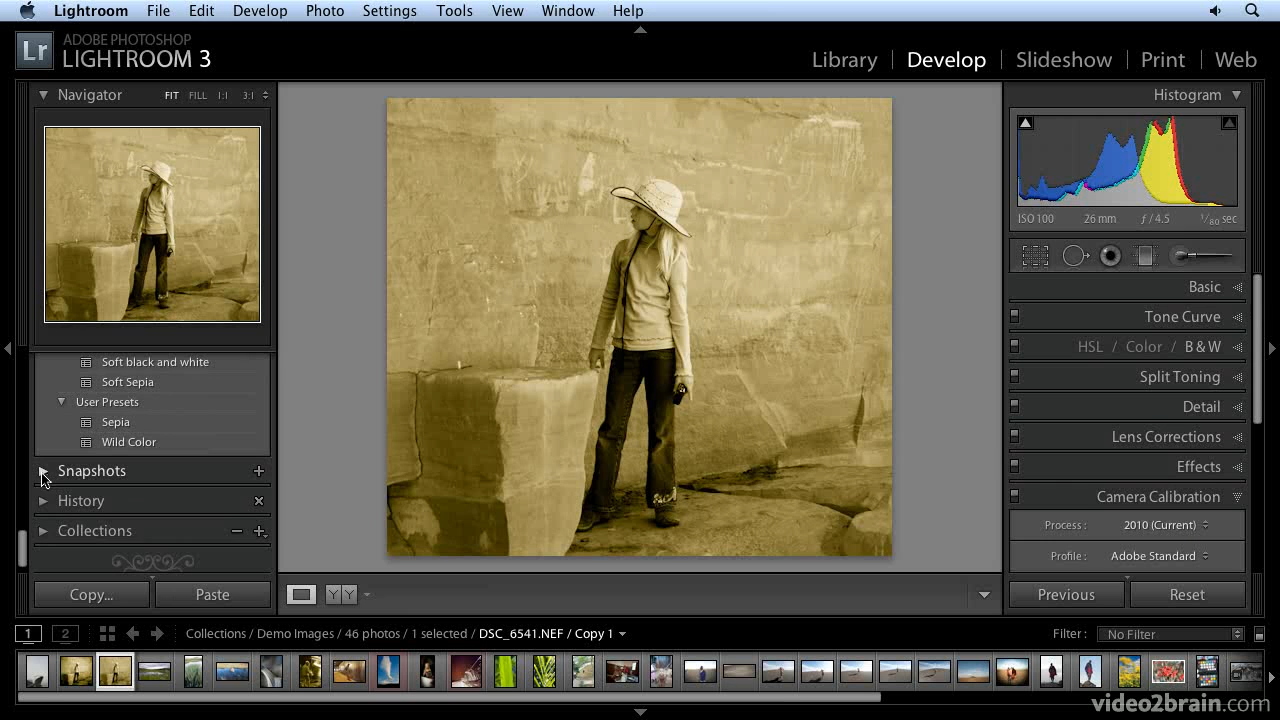 Lightroom File Edit Develop Photo Settings Tools View Window Help
Lr ADOBE PHOTOSHOP
LIGHTROOM 3
Library | Develop | Slideshow | Print | Web
Navigator FIT FILL 1:1 3:1
Histogram
ISO 100 26 mm ƒ / 4.5 1/80 sec
Basic
Tone Curve
HSL / Color / B & W
Split Toning
Detail
Lens Corrections
Effects
Camera Calibration
Process : 2010 (Current)
Profile : Adobe Standard
Soft black and white
Soft Sepia
User Presets
Sepia
Wild Color
Snapshots +
History ×
Collections − +
Copy... Paste
Y Y
Previous Reset
1 2 Collections / Demo Images / 46 photos / 1 selected / DSC_6541.NEF / Copy 1
Filter : No Filter
video2brain.com